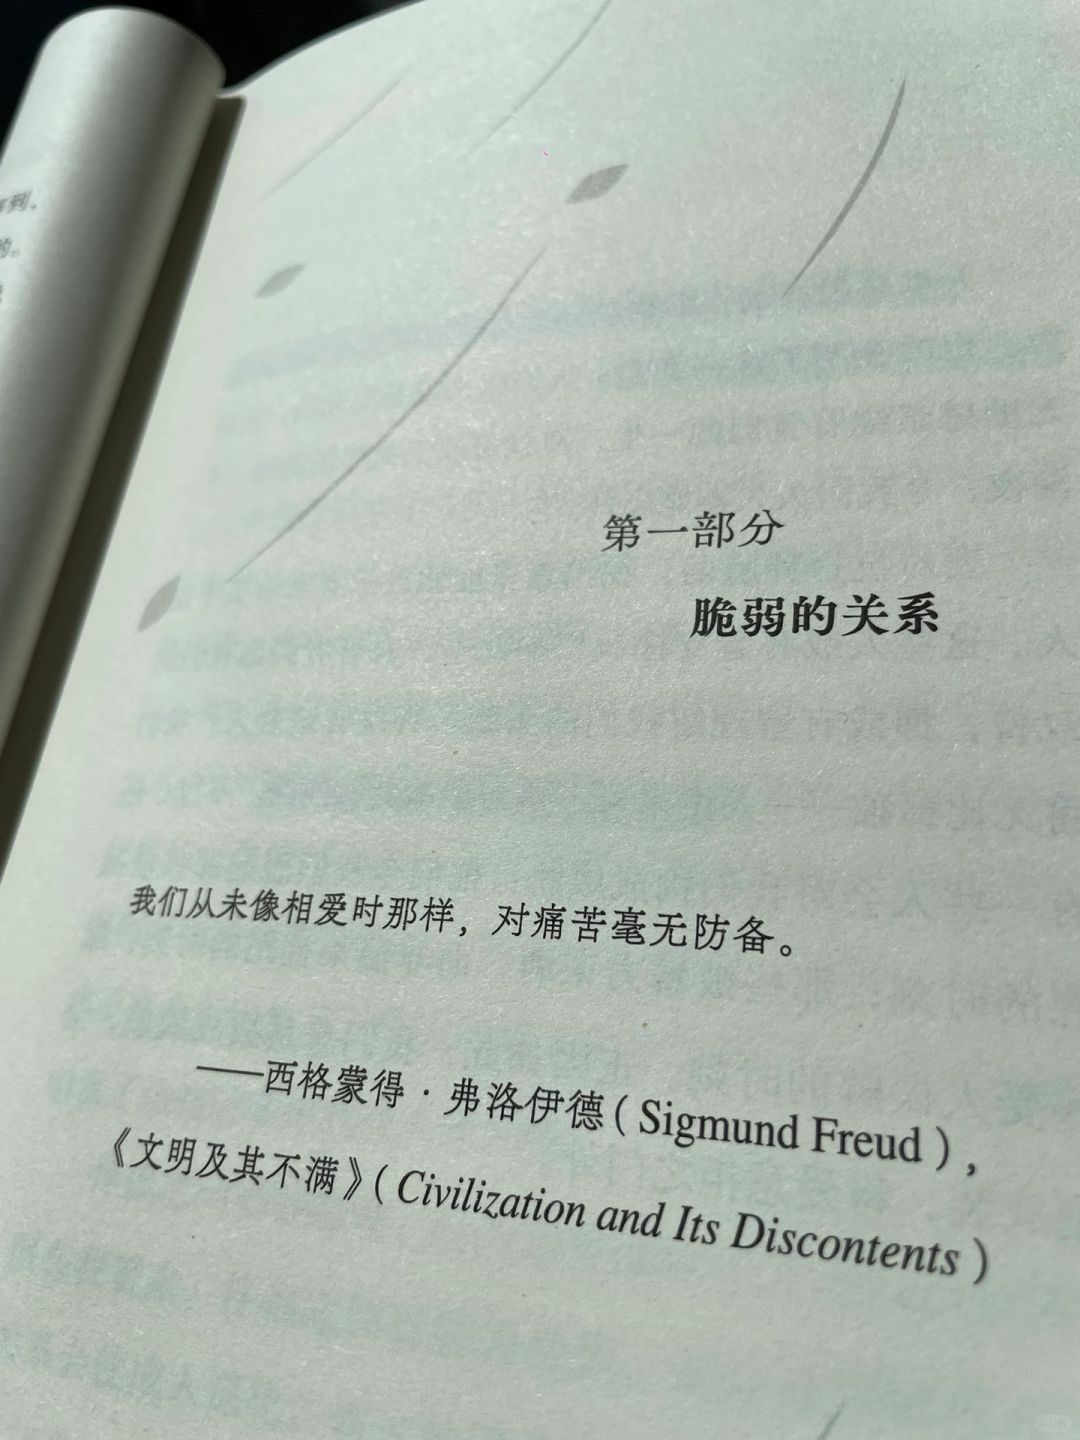 到，
的。
第一部分
脆弱的关系
我们从未像相爱时那样，对痛苦毫无防备。
——西格蒙得·弗洛伊德（Sigmund Freud），
《文明及其不满》（Civilization and Its Discontents）